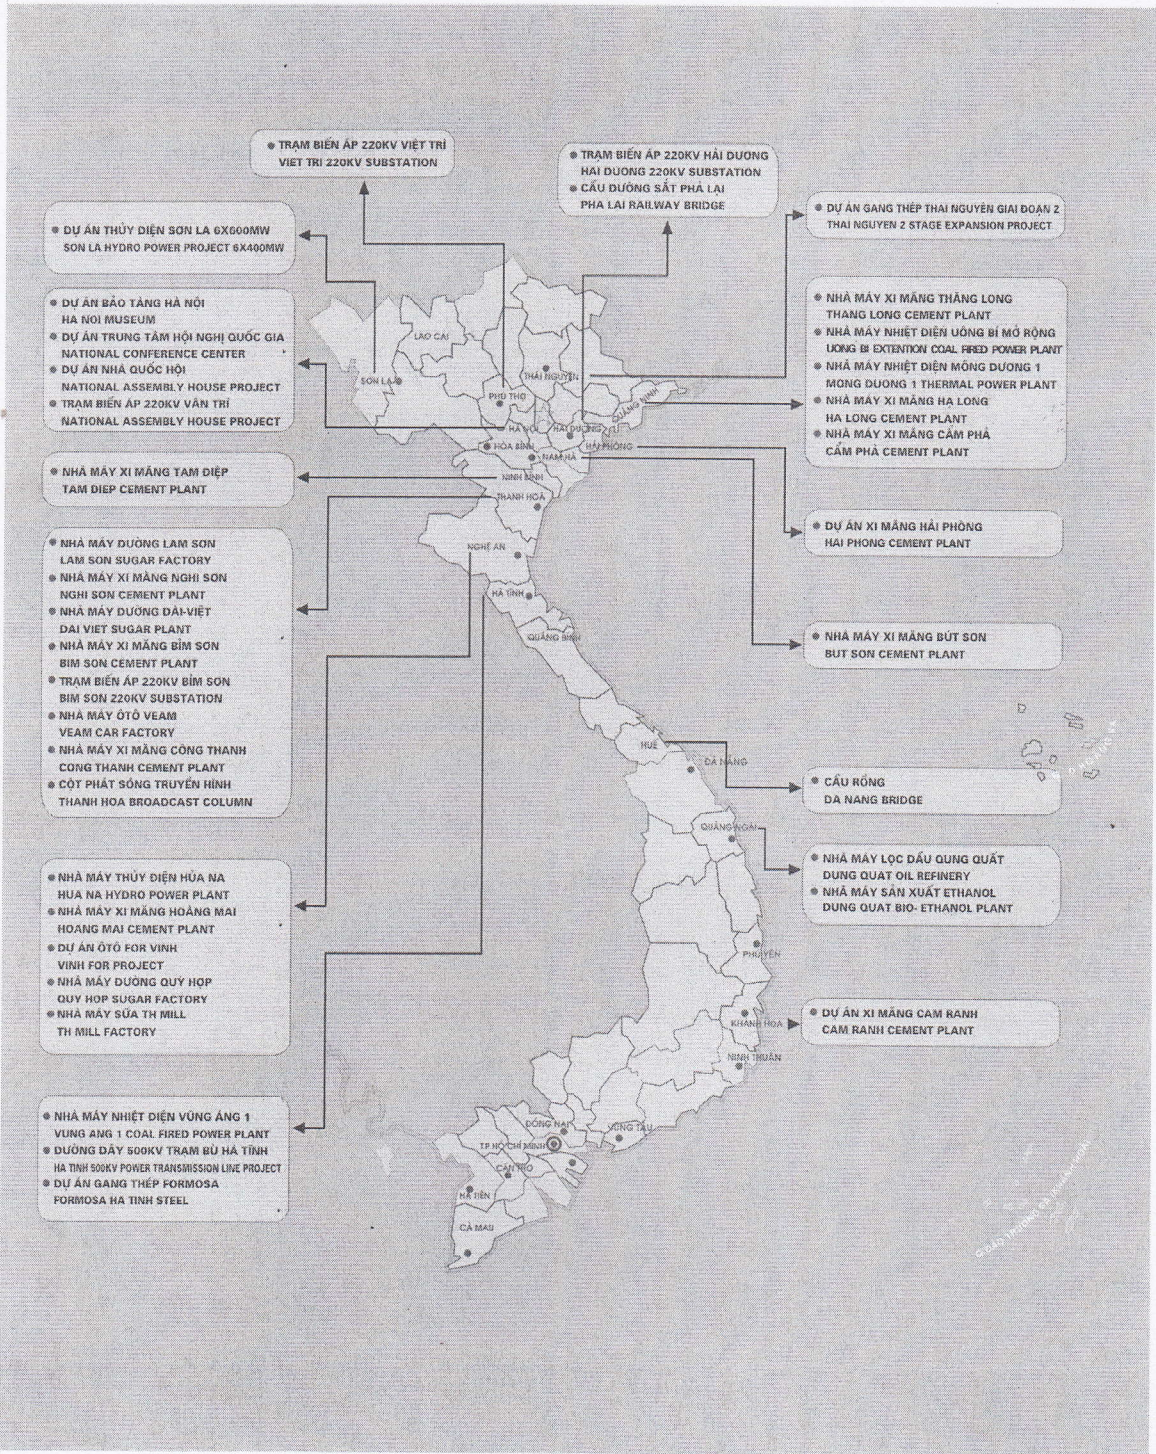 ● TRẠM BIẾN ÁP 220KV VIỆT TRÌ
VIET TRI 220KV SUBSTATION
● TRẠM BIẾN ÁP 220KV HẢI DƯƠNG
HAI DUONG 220KV SUBSTATION
● CẦU ĐƯỜNG SẮT PHẢ LẠI
PHA LAI RAILWAY BRIDGE
● DỰ ÁN THỦY ĐIỆN SƠN LA 6X600MW
SON LA HYDRO POWER PROJECT 6X400MW
● DỰ ÁN GANG THÉP THAI NGUYÊN GIAI ĐOẠN 2
THAI NGUYEN 2 STAGE EXPANSION PROJECT
● DỰ ÁN BẢO TÀNG HÀ NỘI
HA NOI MUSEUM
● DỰ ÁN TRUNG TÂM HỘI NGHỊ QUỐC GIA
NATIONAL CONFERENCE CENTER
● DỰ ÁN NHÀ QUỐC HỘI
NATIONAL ASSEMBLY HOUSE PROJECT
● TRẠM BIẾN ÁP 220KV VÂN TRÌ
NATIONAL ASSEMBLY HOUSE PROJECT
● NHÀ MÁY XI MĂNG THĂNG LONG
THANG LONG CEMENT PLANT
● NHÀ MÁY NHIỆT ĐIỆN UÔNG BÍ MỞ RỘNG
UONG BI EXTENTION COAL FIRED POWER PLANT
● NHÀ MÁY NHIỆT ĐIỆN MÔNG DƯƠNG 1
MONG DUONG 1 THERMAL POWER PLANT
● NHÀ MÁY XI MĂNG HẠ LONG
HẠ LONG CEMENT PLANT
● NHÀ MÁY XI MĂNG CẨM PHẢ
CẨM PHẢ CEMENT PLANT
● NHÀ MÁY XI MĂNG TAM ĐIỆP
TAM DIEP CEMENT PLANT
● DỰ ÁN XI MĂNG HẢI PHÒNG
HAI PHONG CEMENT PLANT
● NHÀ MÁY ĐƯỜNG LAM SƠN
LAM SON SUGAR FACTORY
● NHÀ MÁY XI MĂNG NGHI SƠN
NGHI SON CEMENT PLANT
● NHÀ MÁY ĐƯỜNG ĐÀI-VIỆT
DAI VIET SUGAR PLANT
● NHÀ MÁY XI MĂNG BỈM SƠN
BIM SON CEMENT PLANT
● TRẠM BIẾN ÁP 220KV BỈM SƠN
BIM SON 220KV SUBSTATION
● NHÀ MÁY ÔTÔ VEAM
VEAM CAR FACTORY
● NHÀ MÁY XI MĂNG CÔNG THANH
CONG THANH CEMENT PLANT
● CỘT PHÁT SÓNG TRUYỀN HÌNH
THANH HOA BROADCAST COLUMN
● NHÀ MÁY XI MĂNG BÚT SƠN
BUT SON CEMENT PLANT
● CẦU RỒNG
DA NANG BRIDGE
● NHÀ MÁY LỌC DẦU QUNG QUẤT
DUNG QUAT OIL REFINERY
● NHÀ MÁY SẢN XUẤT ETHANOL
DUNG QUAT BIO- ETHANOL PLANT
● NHÀ MÁY THỦY ĐIỆN HỦA NA
HUA NA HYDRO POWER PLANT
● NHÀ MÁY XI MĂNG HOÀNG MAI
HOANG MAI CEMENT PLANT
● DỰ ÁN ÔTÔ FOR VINH
VINH FOR PROJECT
● NHÀ MÁY ĐƯỜNG QUỲ HỢP
QUY HOP SUGAR FACTORY
● NHÀ MÁY SỮA TH MILL
TH MILL FACTORY
● DỰ ÁN XI MĂNG CAM RANH
CAM RANH CEMENT PLANT
● NHÀ MÁY NHIỆT ĐIỆN VŨNG ÁNG 1
VUNG ANG 1 COAL FIRED POWER PLANT
● ĐƯỜNG DÂY 500KV TRẠM BÙ HÀ TĨNH
HA TINH 500KV POWER TRANSMISSION LINE PROJECT
● DỰ ÁN GANG THÉP FORMOSA
FORMOSA HA TINH STEEL
LAO CAI
SƠN LA
THÁI NGUYÊN
PHÚ THỌ
QUẢNG NINH
HÀ NỘI
HẢI DƯƠNG
HÒA BÌNH
HẢI PHÒNG
NAM HÀ
NINH BÌNH
THANH HOÁ
NGHỆ AN
HÀ TĨNH
QUẢNG BÌNH
HUẾ
ĐÀ NẴNG
QUẢNG NGÃI
PHÚ YÊN
KHÁNH HOÀ
NINH THUẬN
ĐỒNG NAI
VŨNG TÀU
TP HỒ CHÍ MINH
CẦN THƠ
HÀ TIÊN
CÀ MAU